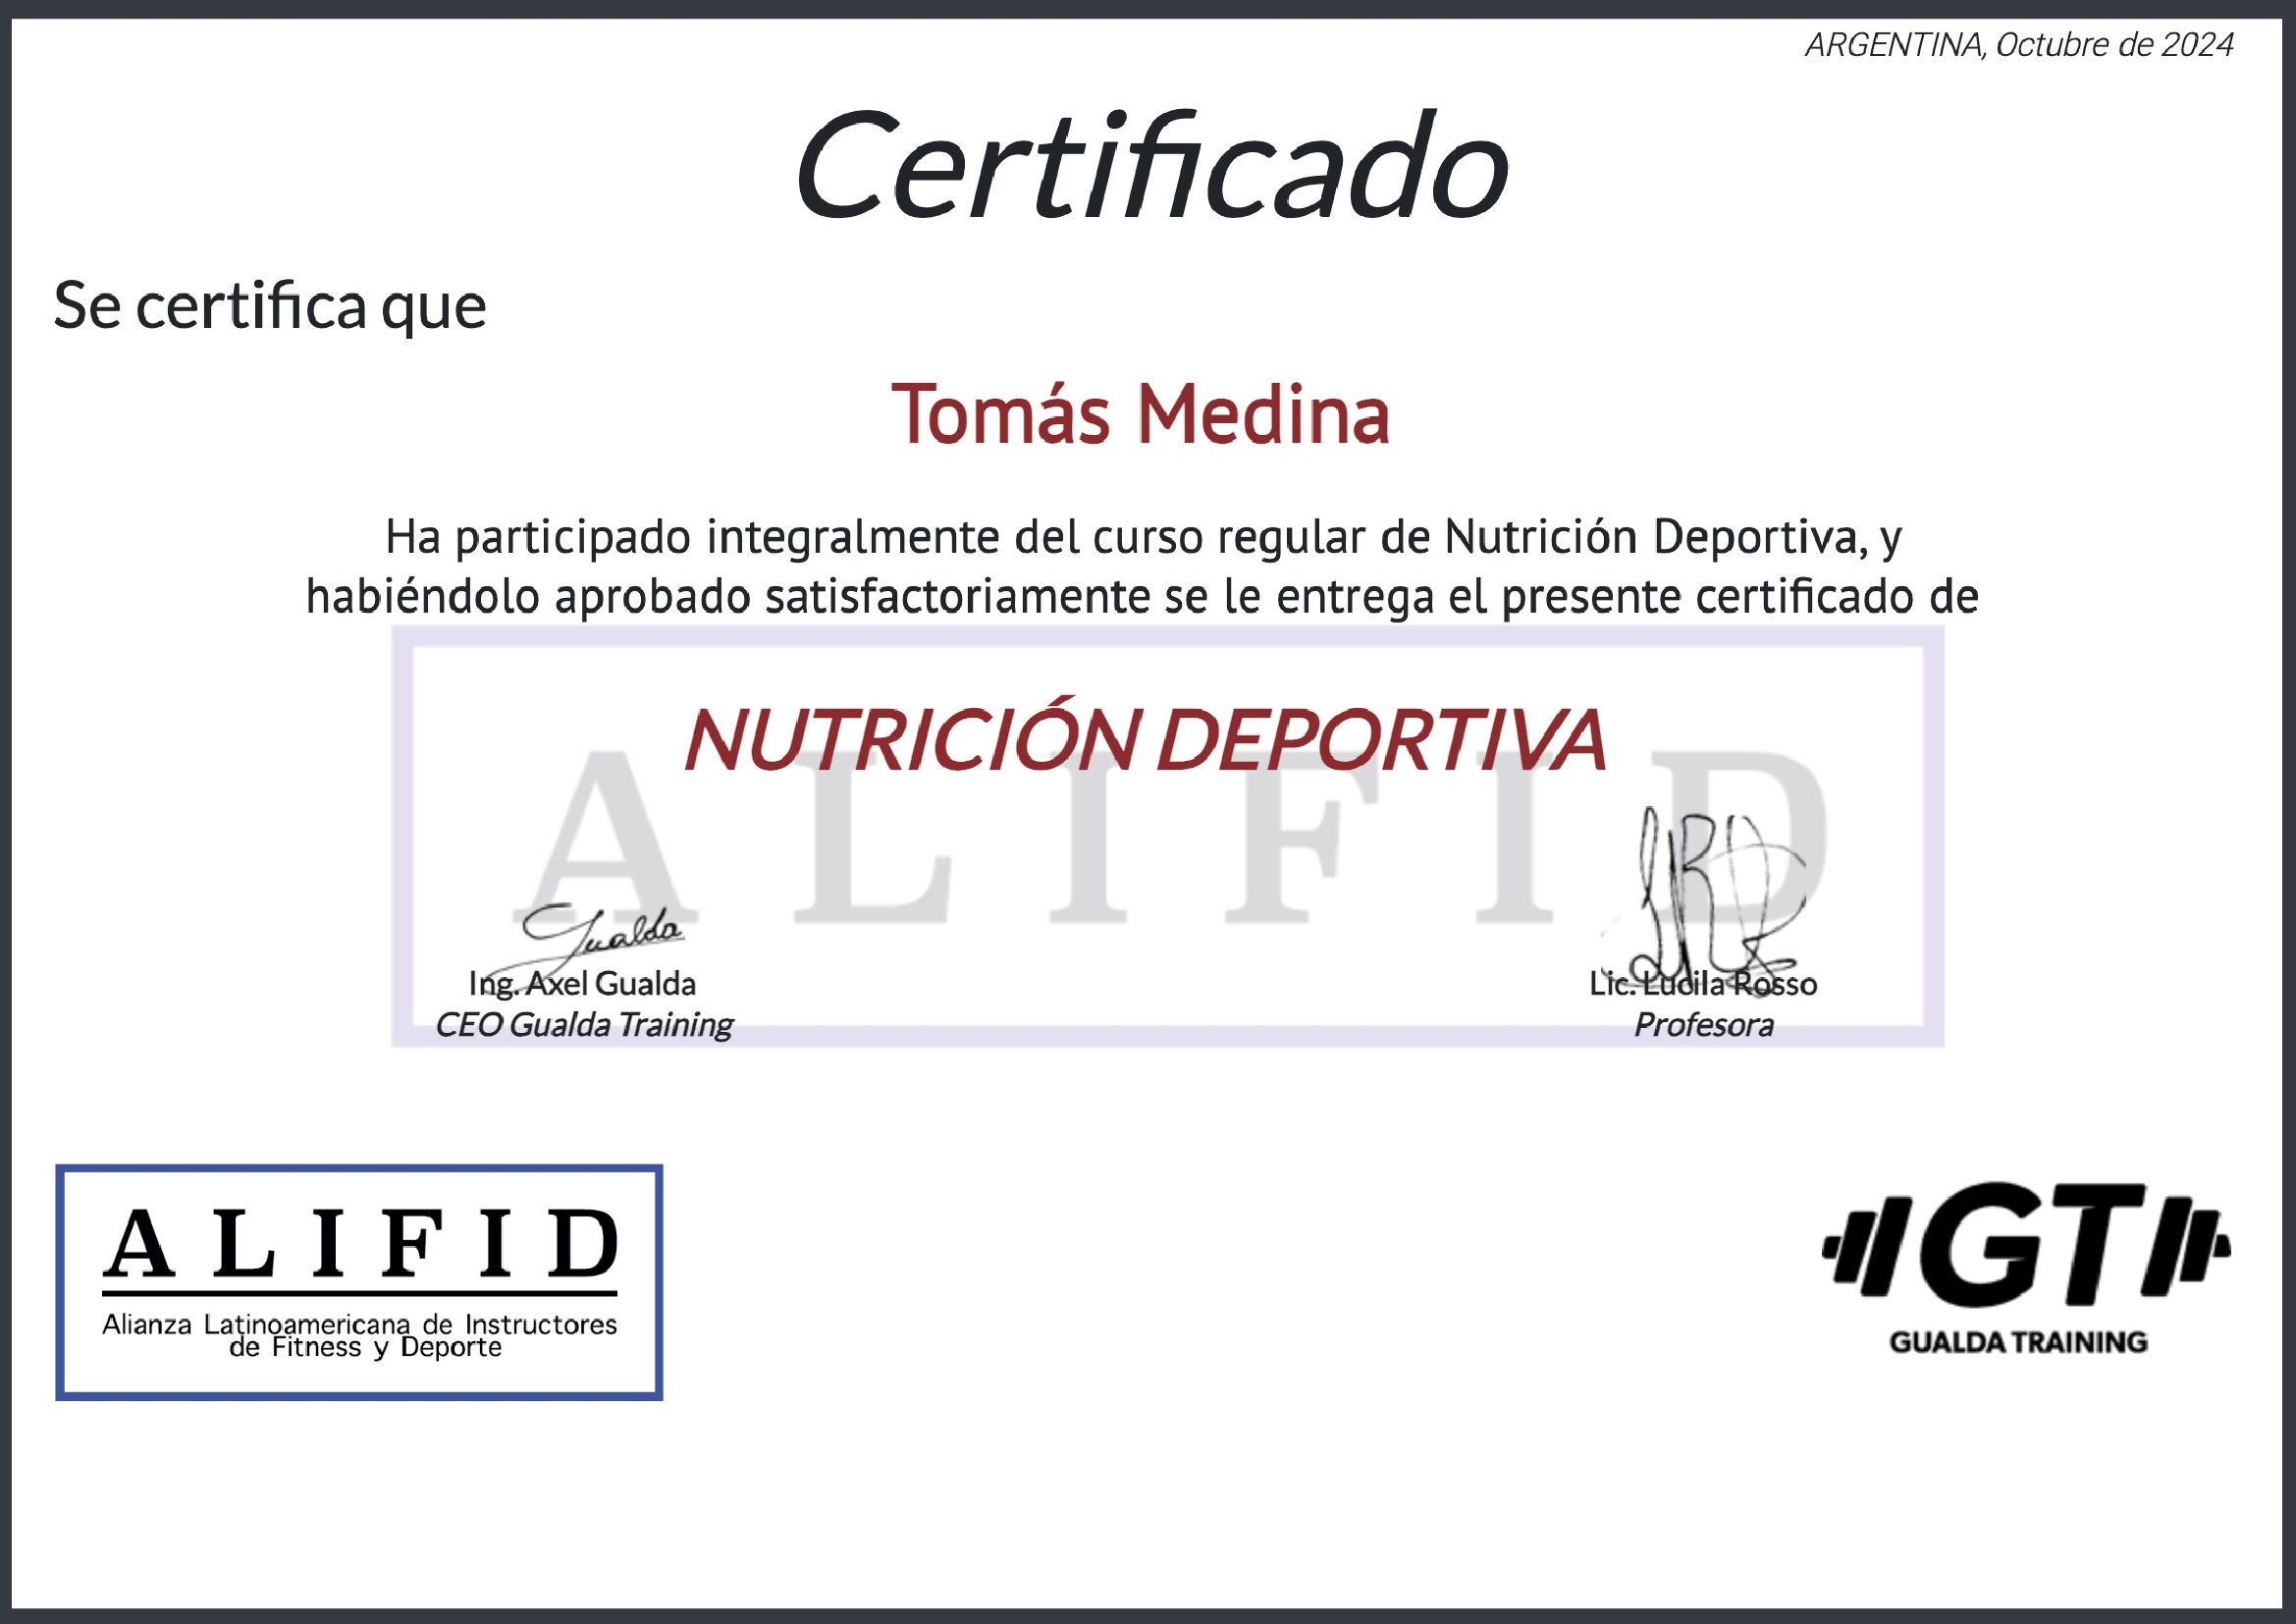 ARGENTINA, Octubre de 2024
Certificado
Se certifica que
Tomás Medina
Ha participado integralmente del curso regular de Nutrición Deportiva, y
habiéndolo aprobado satisfactoriamente se le entrega el presente certificado de
NUTRICIÓN DEPORTIVA
ALIFID
Gualda
Ing. Axel Gualda
CEO Gualda Training
Lic. Lucila Rosso
Profesora
ALIFID
Alianza Latinoamericana de Instructores
de Fitness y Deporte
GT
GUALDA TRAINING